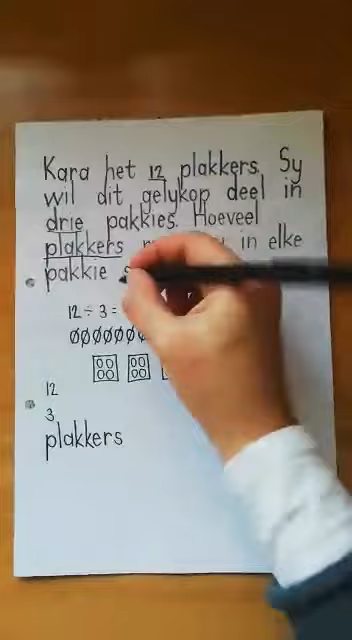 Kara het 12 plakkers. Sy
wil dit gelykop deel in
drie pakkies. Hoeveel
plakkers in elke
pakkie
12 ÷ 3 =
12
3
plakkers